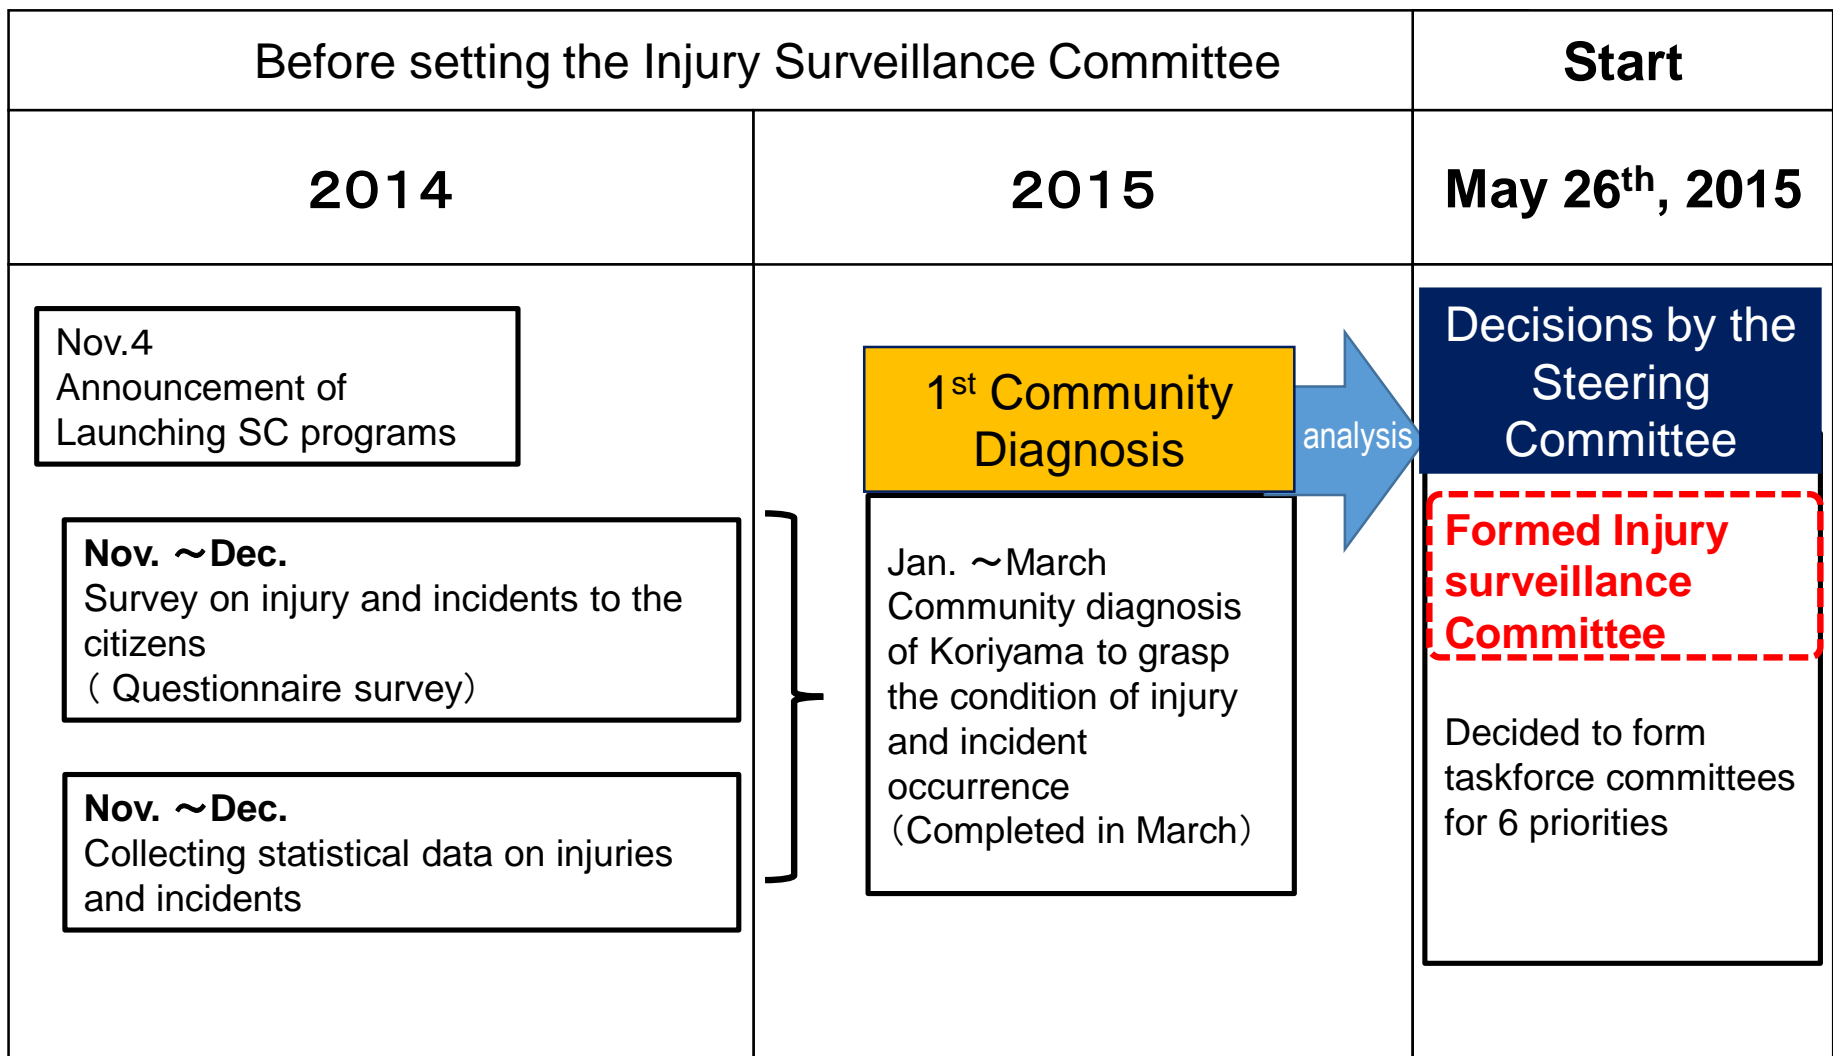 Before setting the Injury Surveillance Committee
Start
2014
2015
May 26th, 2015
Nov.4
Announcement of
Launching SC programs
Nov. ～Dec.
Survey on injury and incidents to the
citizens
（ Questionnaire survey）
Nov. ～Dec.
Collecting statistical data on injuries
and incidents
1st Community
Diagnosis
Jan. ～March
Community diagnosis
of Koriyama to grasp
the condition of injury
and incident
occurrence
（Completed in March）
analysis
Decisions by the
Steering
Committee
Formed Injury
surveillance
Committee
Decided to form
taskforce committees
for 6 priorities